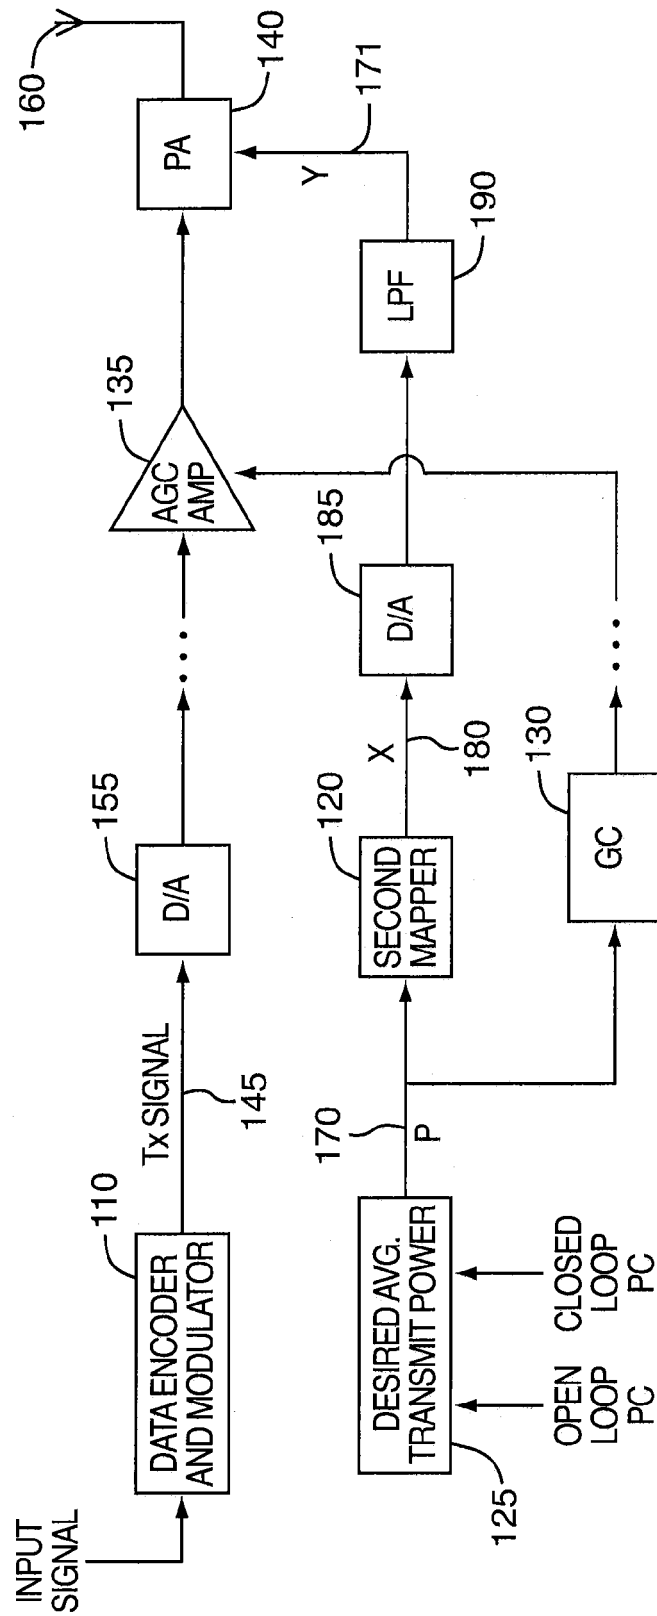 INPUT
SIGNAL
DATA ENCODER
AND MODULATOR
110
Tx SIGNAL
145
D/A
155
...
AGC
AMP
135
PA
140
160
DESIRED AVG.
TRANSMIT POWER
125
OPEN
LOOP
PC
CLOSED
LOOP
PC
170
P
SECOND
MAPPER
120
X
180
D/A
185
LPF
190
Y
171
GC
130
...